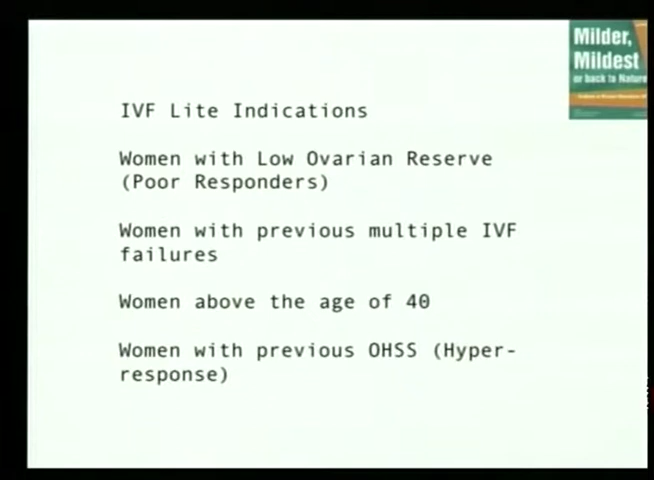 Milder,
Mildest
or back to Nature
IVF Lite Indications
Women with Low Ovarian Reserve
(Poor Responders)
Women with previous multiple IVF
failures
Women above the age of 40
Women with previous OHSS (Hyper-
response)